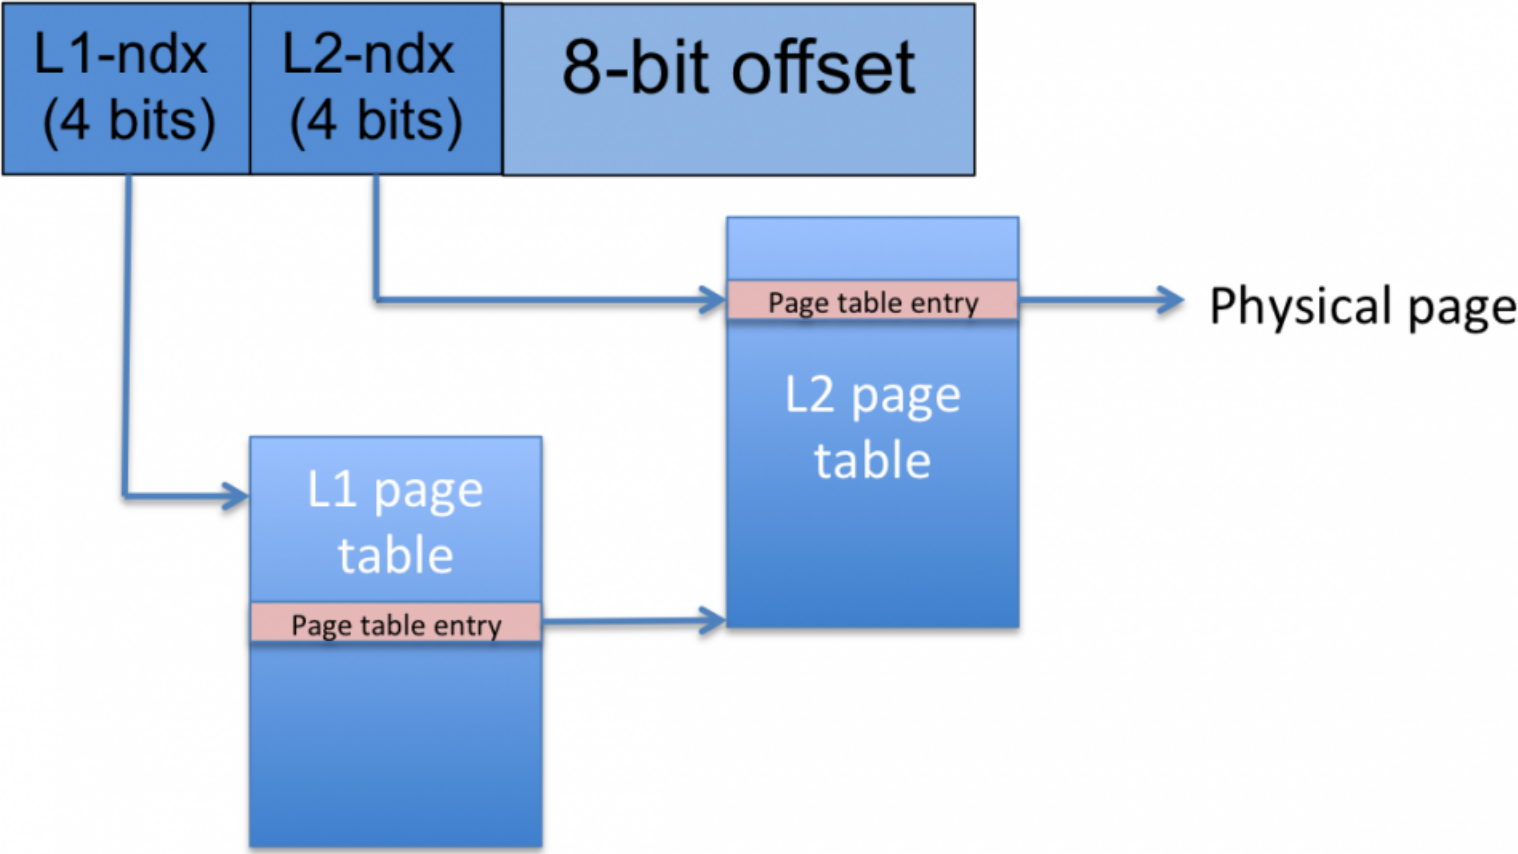 L1-ndx
(4 bits)
L2-ndx
(4 bits)
8-bit offset
Page table entry
Physical page
L2 page
table
L1 page
table
Page table entry